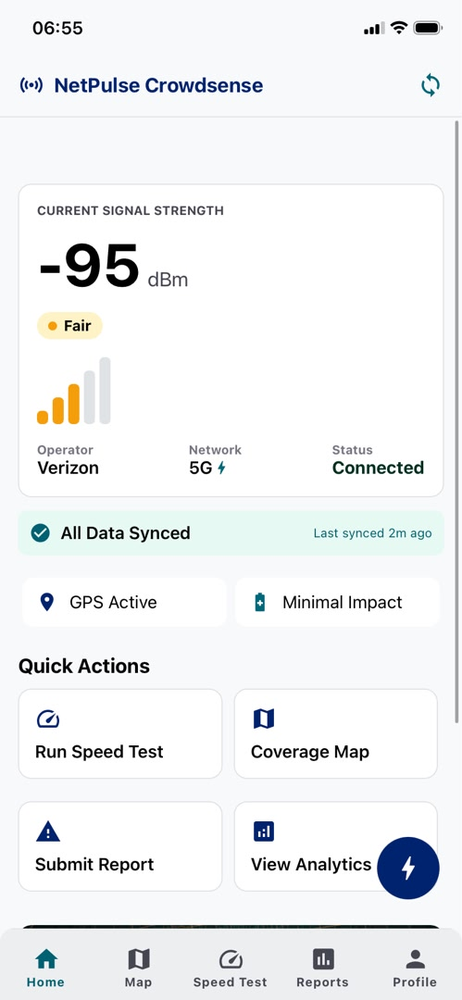 06:55
NetPulse Crowdsense
CURRENT SIGNAL STRENGTH
-95 dBm
Fair
Operator Network Status
Verizon 5G Connected
All Data Synced Last synced 2m ago
GPS Active Minimal Impact
Quick Actions
Run Speed Test Coverage Map
Submit Report View Analytics
Home Map Speed Test Reports Profile